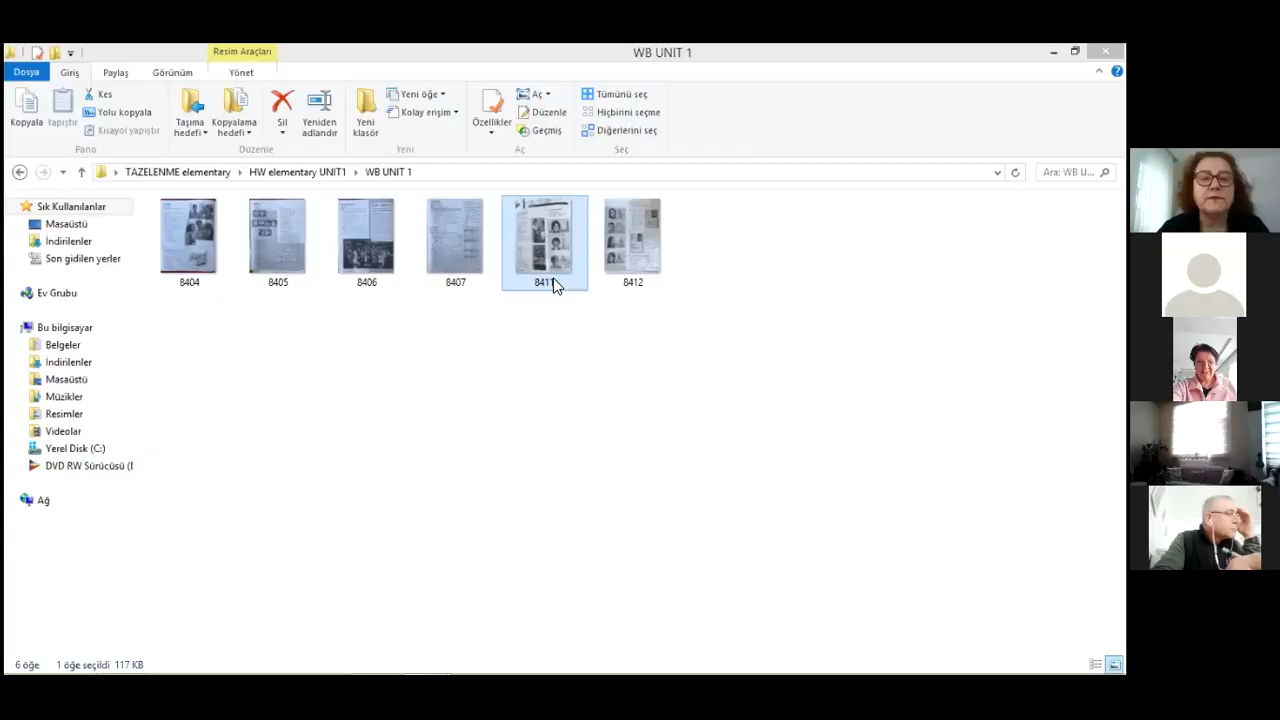 Resim Araçları
WB UNIT 1
Dosya
Giriş
Paylaş
Görünüm
Yönet
Kopyala
Yapıştır
Kes
Yolu kopyala
Kısayol yapıştır
Pano
Taşıma hedefi
Kopyalama hedefi
Sil
Yeniden adlandır
Düzenle
Yeni klasör
Yeni öğe
Kolay erişim
Yeni
Özellikler
Aç
Düzenle
Geçmiş
Aç
Tümünü seç
Hiçbirini seçme
Diğerlerini seç
Seç
TAZELENME elementary
HW elementary UNIT1
WB UNIT 1
Ara: WB U...
Sık Kullanılanlar
Masaüstü
İndirilenler
Son gidilen yerler
Ev Grubu
Bu bilgisayar
Belgeler
İndirilenler
Masaüstü
Müzikler
Resimler
Videolar
Yerel Disk (C:)
DVD RW Sürücüsü (
Ağ
8404
8405
8406
8407
8411
8412
6 öğe
1 öğe seçildi 117 KB